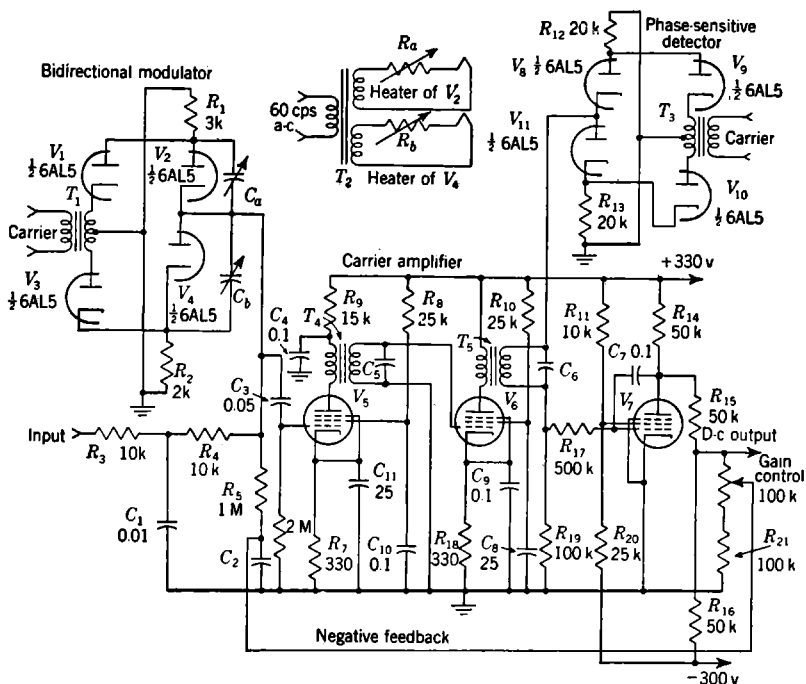 Bidirectional modulator
R1
3k
V1
½ 6AL5
V2
½ 6AL5
T1
Ca
Carrier
V3
½ 6AL5
V4
½ 6AL5
Cb
R2
2k
60 cps
a-c
Ra
Heater of V2
Rb
T2
Heater of V4
R12 20 k
Phase-sensitive
detector
V8 ½ 6AL5
V9
½ 6AL5
V11
½ 6AL5
T3
Carrier
V10
½ 6AL5
R13
20 k
Carrier amplifier
+330 v
C4
0.1
T4
R9
15 k
R8
25 k
R10
25 k
R11
10 k
R14
50 k
C5
T5
C6
C7 0.1
C3
0.05
V5
V6
V7
R15
50 k
D-c output
Input
R3
10k
R4
10 k
R17
500 k
Gain
control
100 k
R5
1 M
C11
25
C9
0.1
C1
0.01
C2
2 M
R7
330
C10
0.1
R18
330
C8
25
R19
100 k
R20
25 k
R21
100 k
R16
50 k
Negative feedback
−300 v